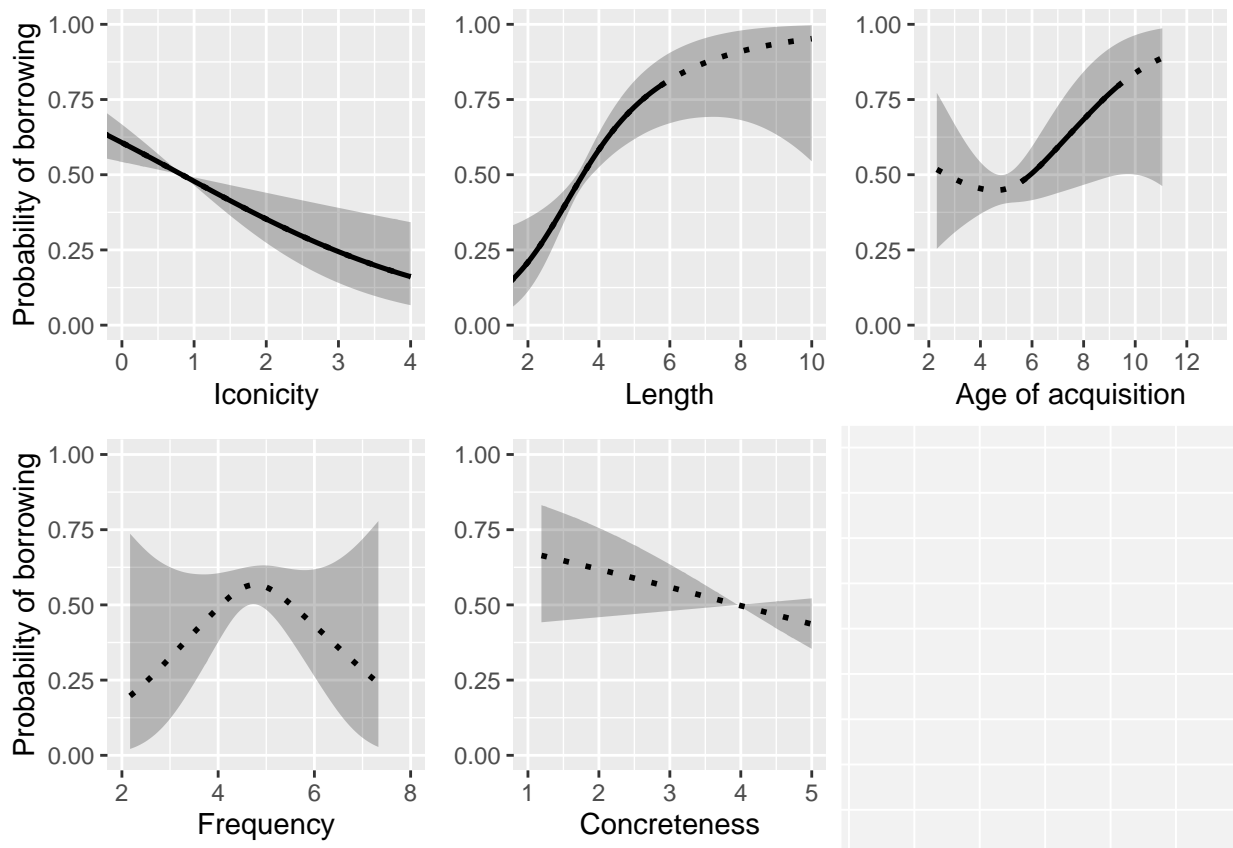 Probability of borrowing
1.00
0.75
0.50
0.25
0.00
0 1 2 3 4
Iconicity
1.00
0.75
0.50
0.25
0.00
2 4 6 8 10
Length
1.00
0.75
0.50
0.25
0.00
2 4 6 8 10 12
Age of acquisition
Probability of borrowing
1.00
0.75
0.50
0.25
0.00
2 4 6 8
Frequency
1.00
0.75
0.50
0.25
0.00
1 2 3 4 5
Concreteness